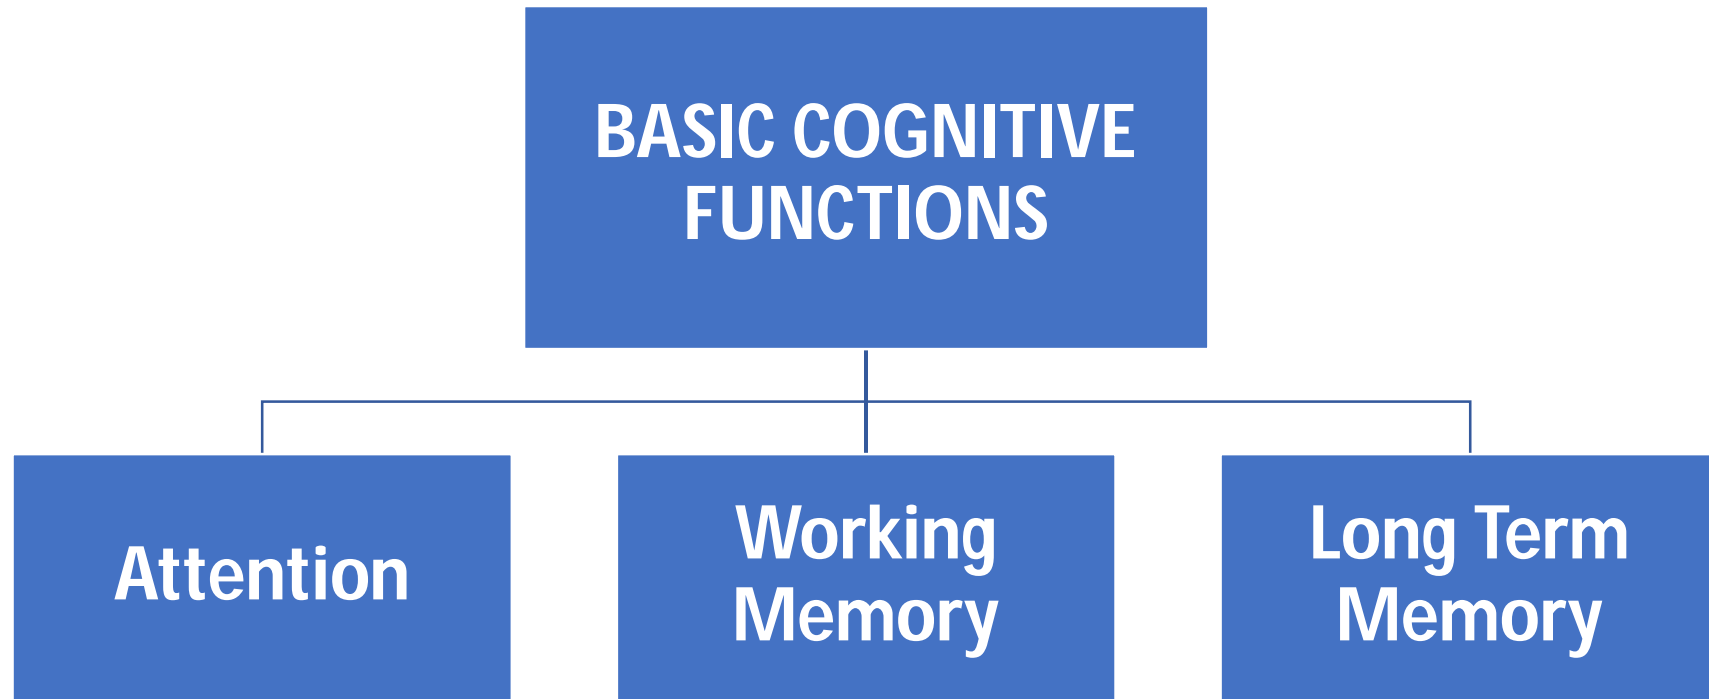 BASIC COGNITIVE
FUNCTIONS
Attention
Working
Memory
Long Term
Memory